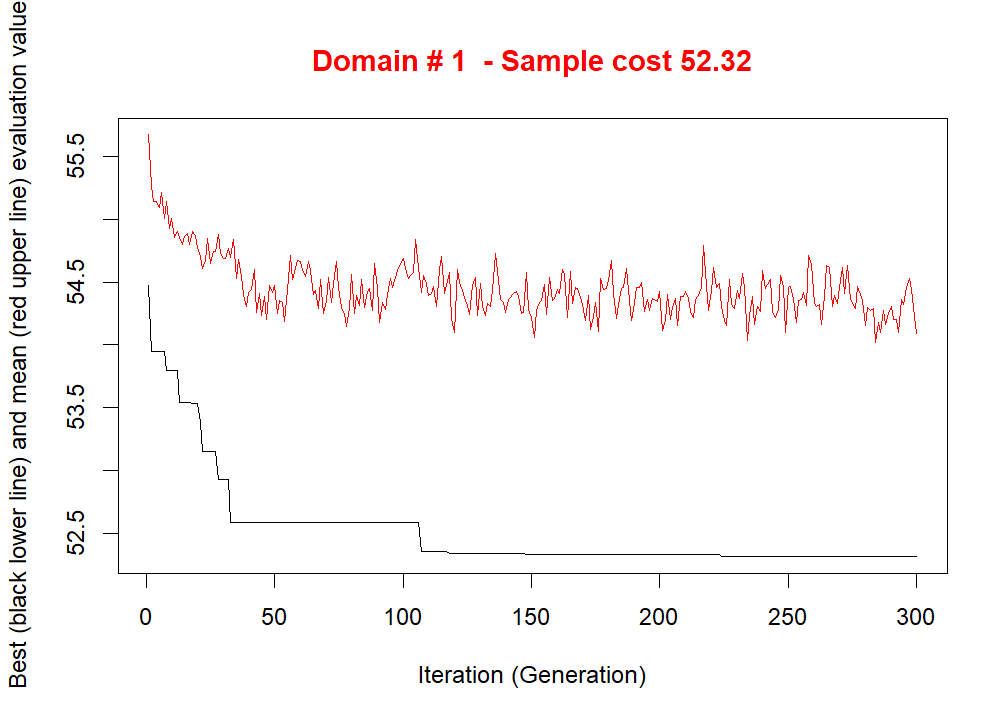 Domain # 1  - Sample cost 52.32
Best (black lower line) and mean (red upper line) evaluation value
55.5
54.5
53.5
52.5
0 50 100 150 200 250 300
Iteration (Generation)